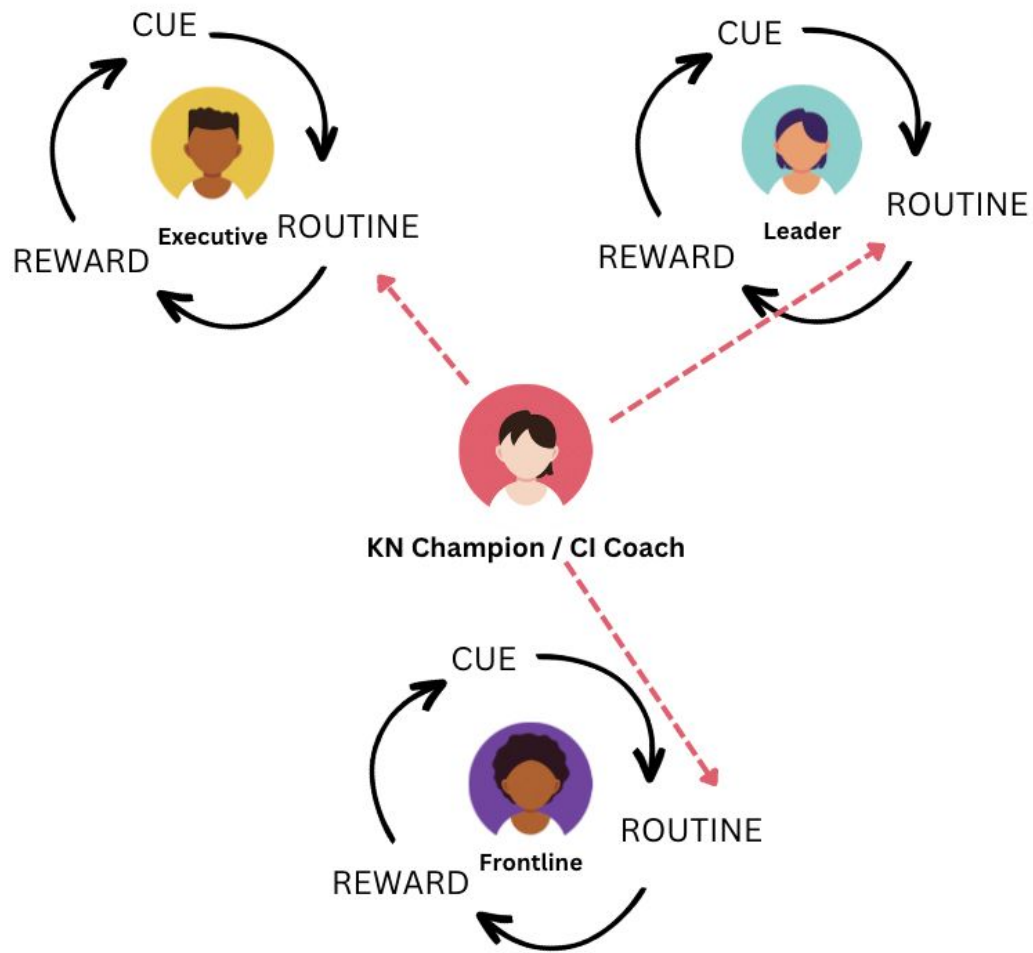 CUE
Executive
ROUTINE
REWARD
CUE
ROUTINE
Leader
REWARD
KN Champion / CI Coach
CUE
ROUTINE
Frontline
REWARD